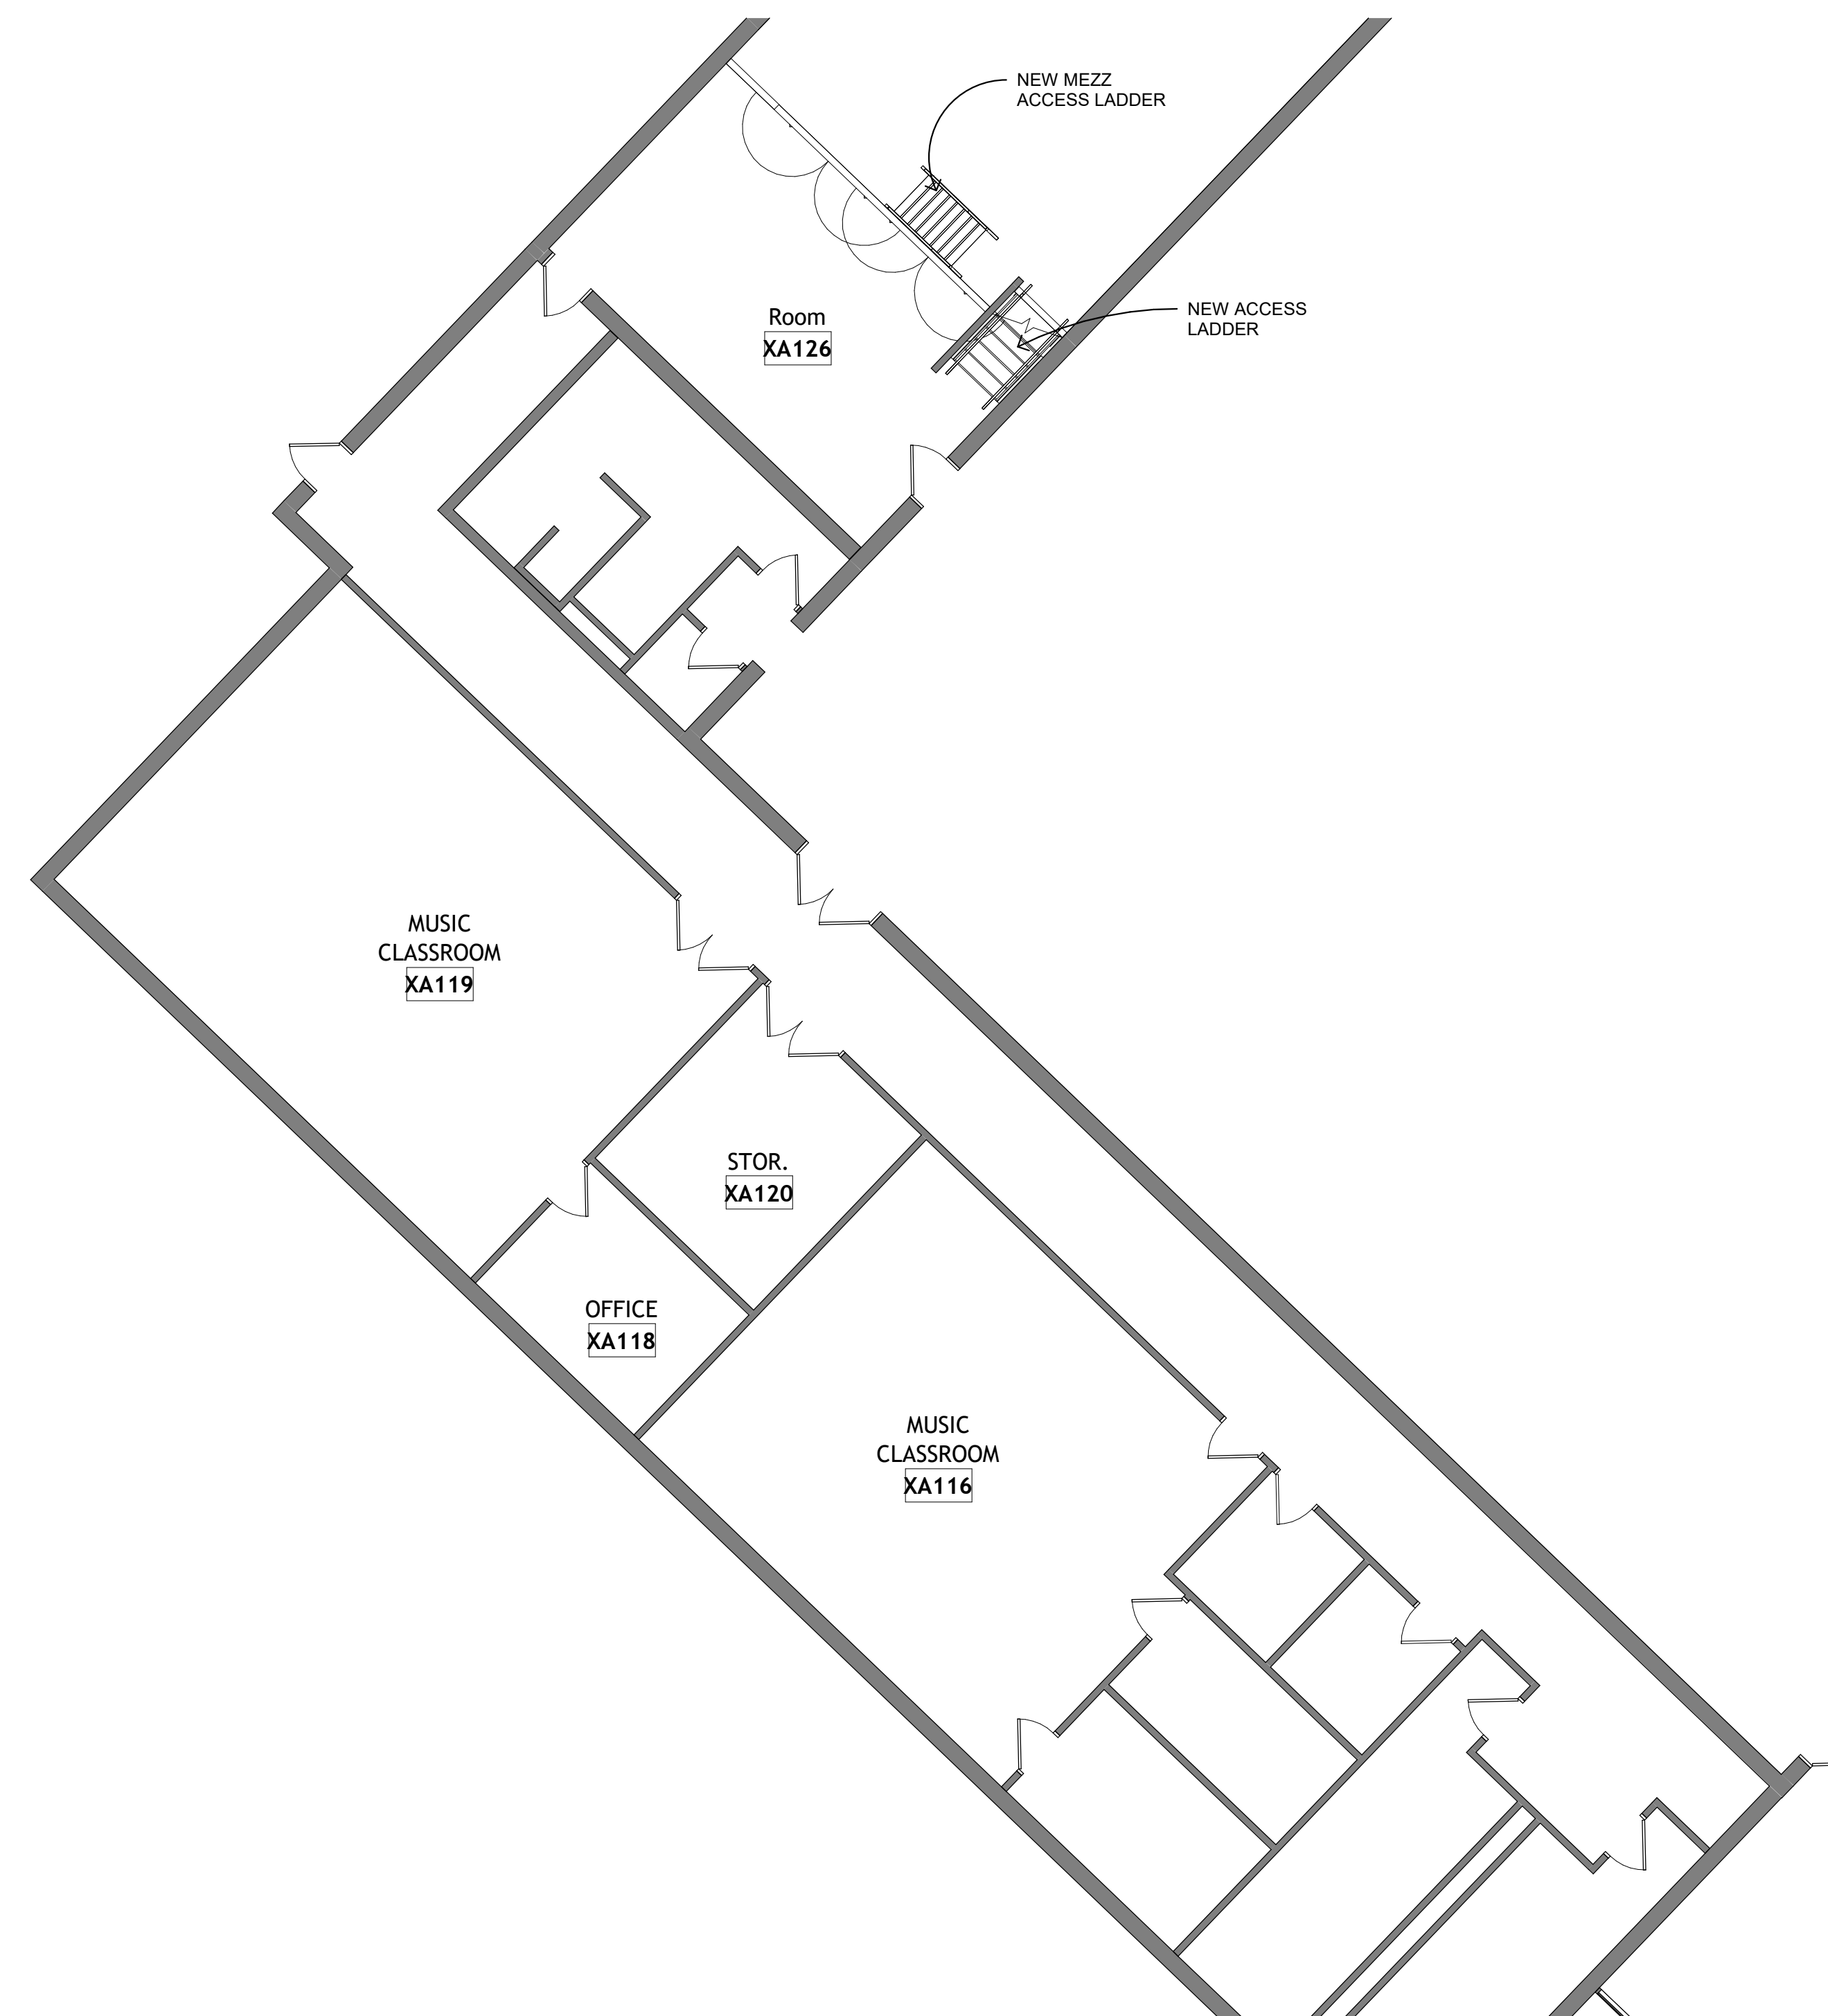 NEW MEZZ
ACCESS LADDER
NEW ACCESS
LADDER
Room
XA126
MUSIC
CLASSROOM
XA119
STOR.
XA120
OFFICE
XA118
MUSIC
CLASSROOM
XA116